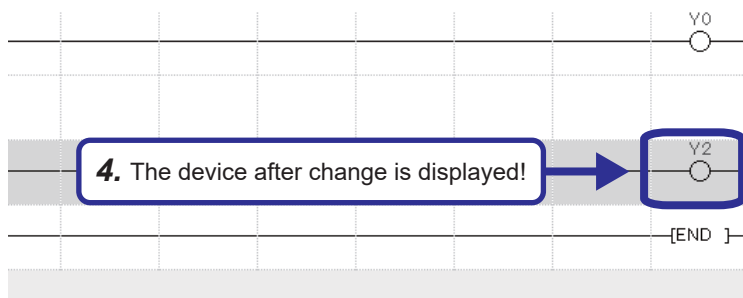 Y0
Y2
4. The device after change is displayed!
[END ]